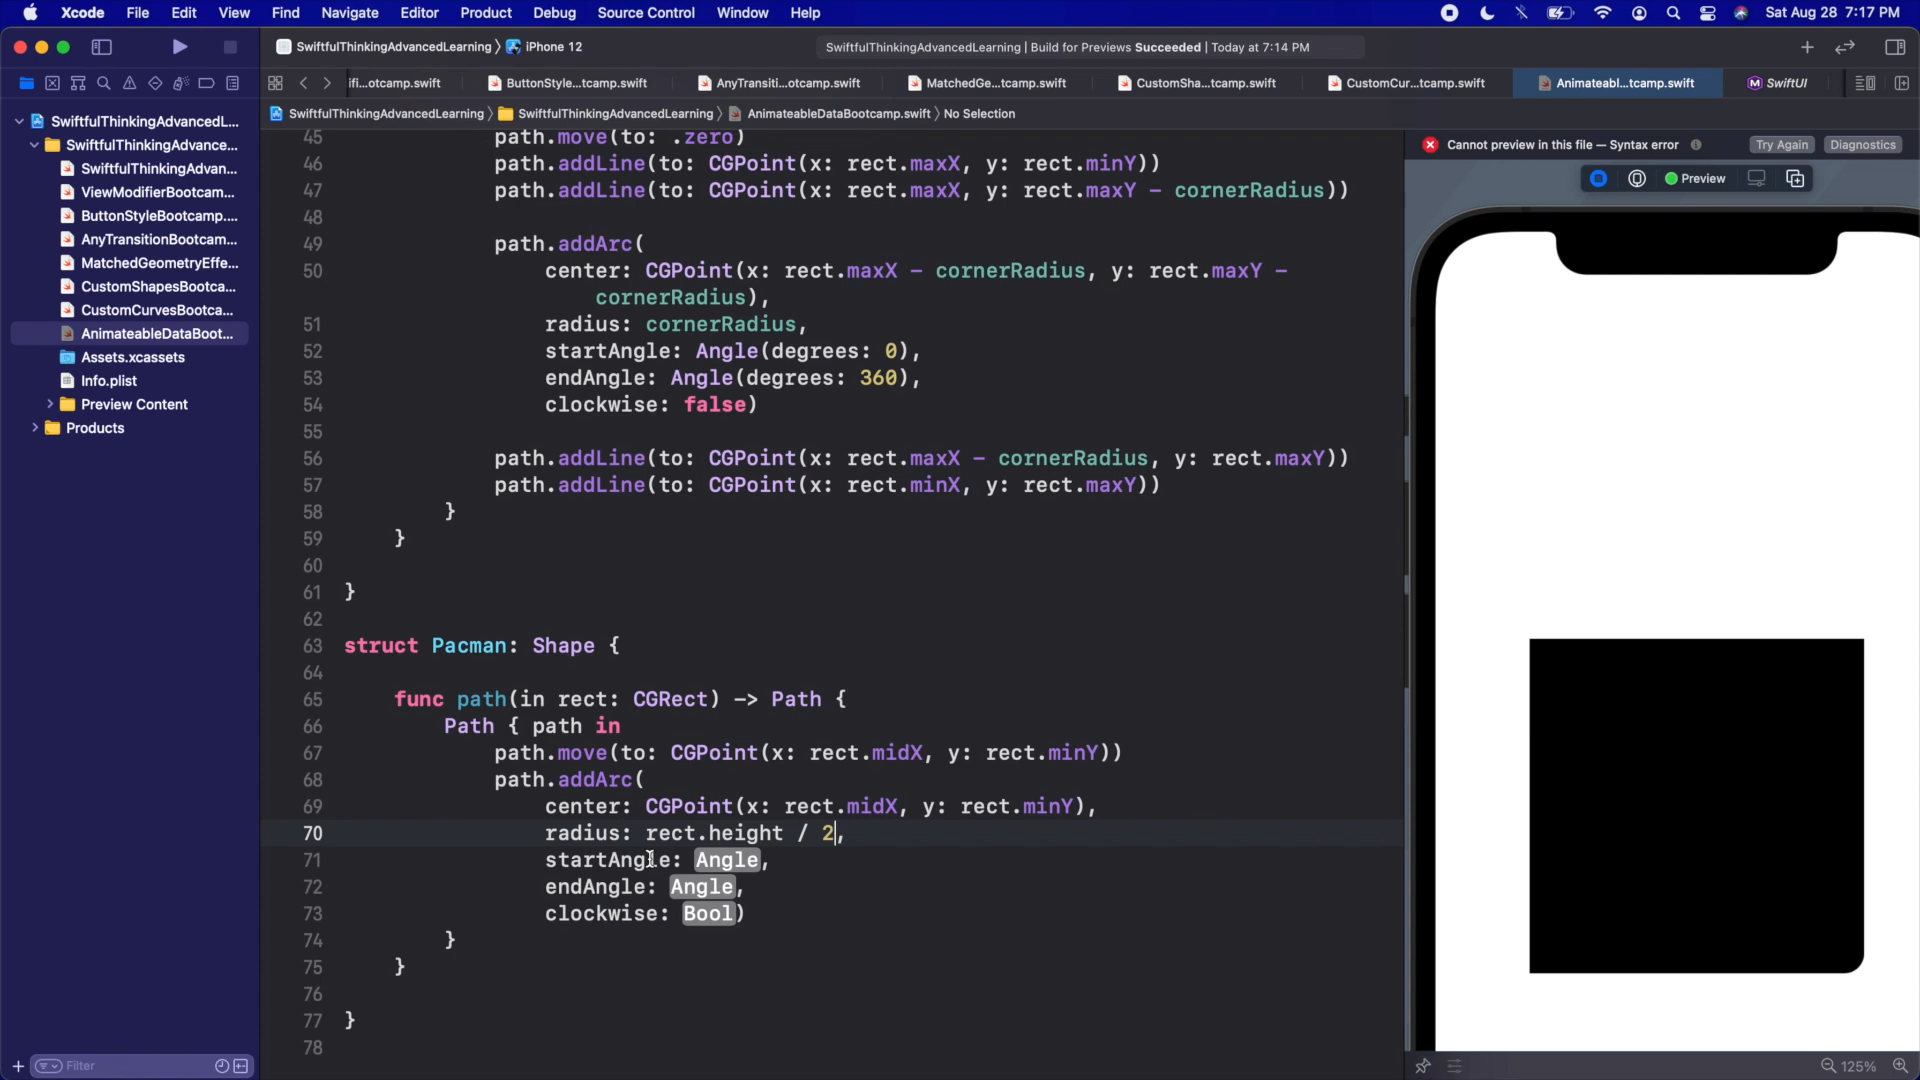 Xcode File Edit View Find Navigate Editor Product Debug Source Control Window Help Sat Aug 28 7:17 PM
SwiftfulThinkingAdvancedLearning 〉 iPhone 12
SwiftfulThinkingAdvancedLearning | Build for Previews Succeeded | Today at 7:14 PM
ifi...otcamp.swift ButtonStyle...tcamp.swift AnyTransiti...otcamp.swift MatchedGe...tcamp.swift CustomSha...tcamp.swift CustomCur...tcamp.swift Animateabl...tcamp.swift SwiftUI
SwiftfulThinkingAdvancedLearning 〉 SwiftfulThinkingAdvancedLearning 〉 AnimateableDataBootcamp.swift 〉 No Selection
SwiftfulThinkingAdvancedL...
SwiftfulThinkingAdvance...
SwiftfulThinkingAdvan...
ViewModifierBootcam...
ButtonStyleBootcamp....
AnyTransitionBootcam...
MatchedGeometryEffe...
CustomShapesBootca...
CustomCurvesBootca...
AnimateableDataBoot...
Assets.xcassets
Info.plist
Preview Content
Products
Filter
45 path.move(to: .zero)
46 path.addLine(to: CGPoint(x: rect.maxX, y: rect.minY))
47 path.addLine(to: CGPoint(x: rect.maxX, y: rect.maxY - cornerRadius))
48
49 path.addArc(
50 center: CGPoint(x: rect.maxX - cornerRadius, y: rect.maxY -
cornerRadius),
51 radius: cornerRadius,
52 startAngle: Angle(degrees: 0),
53 endAngle: Angle(degrees: 360),
54 clockwise: false)
55
56 path.addLine(to: CGPoint(x: rect.maxX - cornerRadius, y: rect.maxY))
57 path.addLine(to: CGPoint(x: rect.minX, y: rect.maxY))
58 }
59 }
60
61 }
62
63 struct Pacman: Shape {
64
65 func path(in rect: CGRect) -> Path {
66 Path { path in
67 path.move(to: CGPoint(x: rect.midX, y: rect.minY))
68 path.addArc(
69 center: CGPoint(x: rect.midX, y: rect.minY),
70 radius: rect.height / 2,
71 startAngle: Angle,
72 endAngle: Angle,
73 clockwise: Bool)
74 }
75 }
76
77 }
78
Cannot preview in this file — Syntax error Try Again Diagnostics
Preview
125%